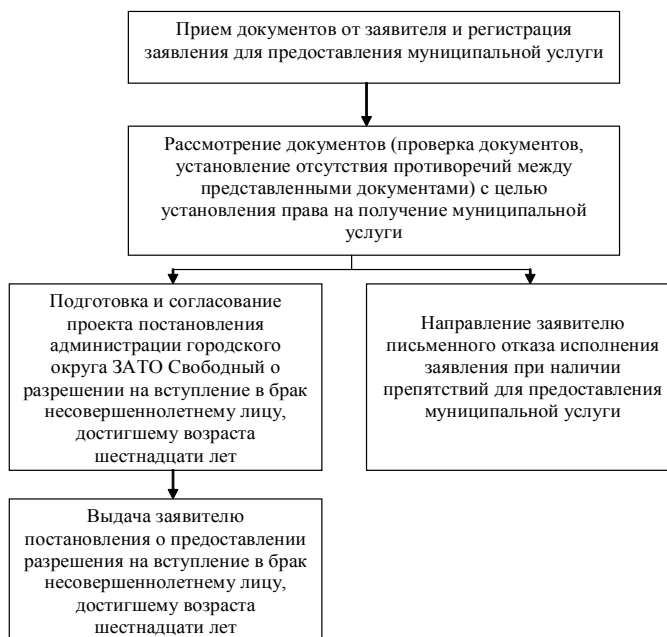 Прием документов от заявителя и регистрация
заявления для предоставления муниципальной услуги
Рассмотрение документов (проверка документов,
установление отсутствия противоречий между
представленными документами) с целью
установления права на получение муниципальной
услуги
Подготовка и согласование
проекта постановления
администрации городского
округа ЗАТО Свободный о
разрешении на вступление в брак
несовершеннолетнему лицу,
достигшему возраста
шестнадцати лет
Направление заявителю
письменного отказа исполнения
заявления при наличии
препятствий для предоставления
муниципальной услуги
Выдача заявителю
постановления о предоставлении
разрешения на вступление в брак
несовершеннолетнему лицу,
достигшему возраста
шестнадцати лет